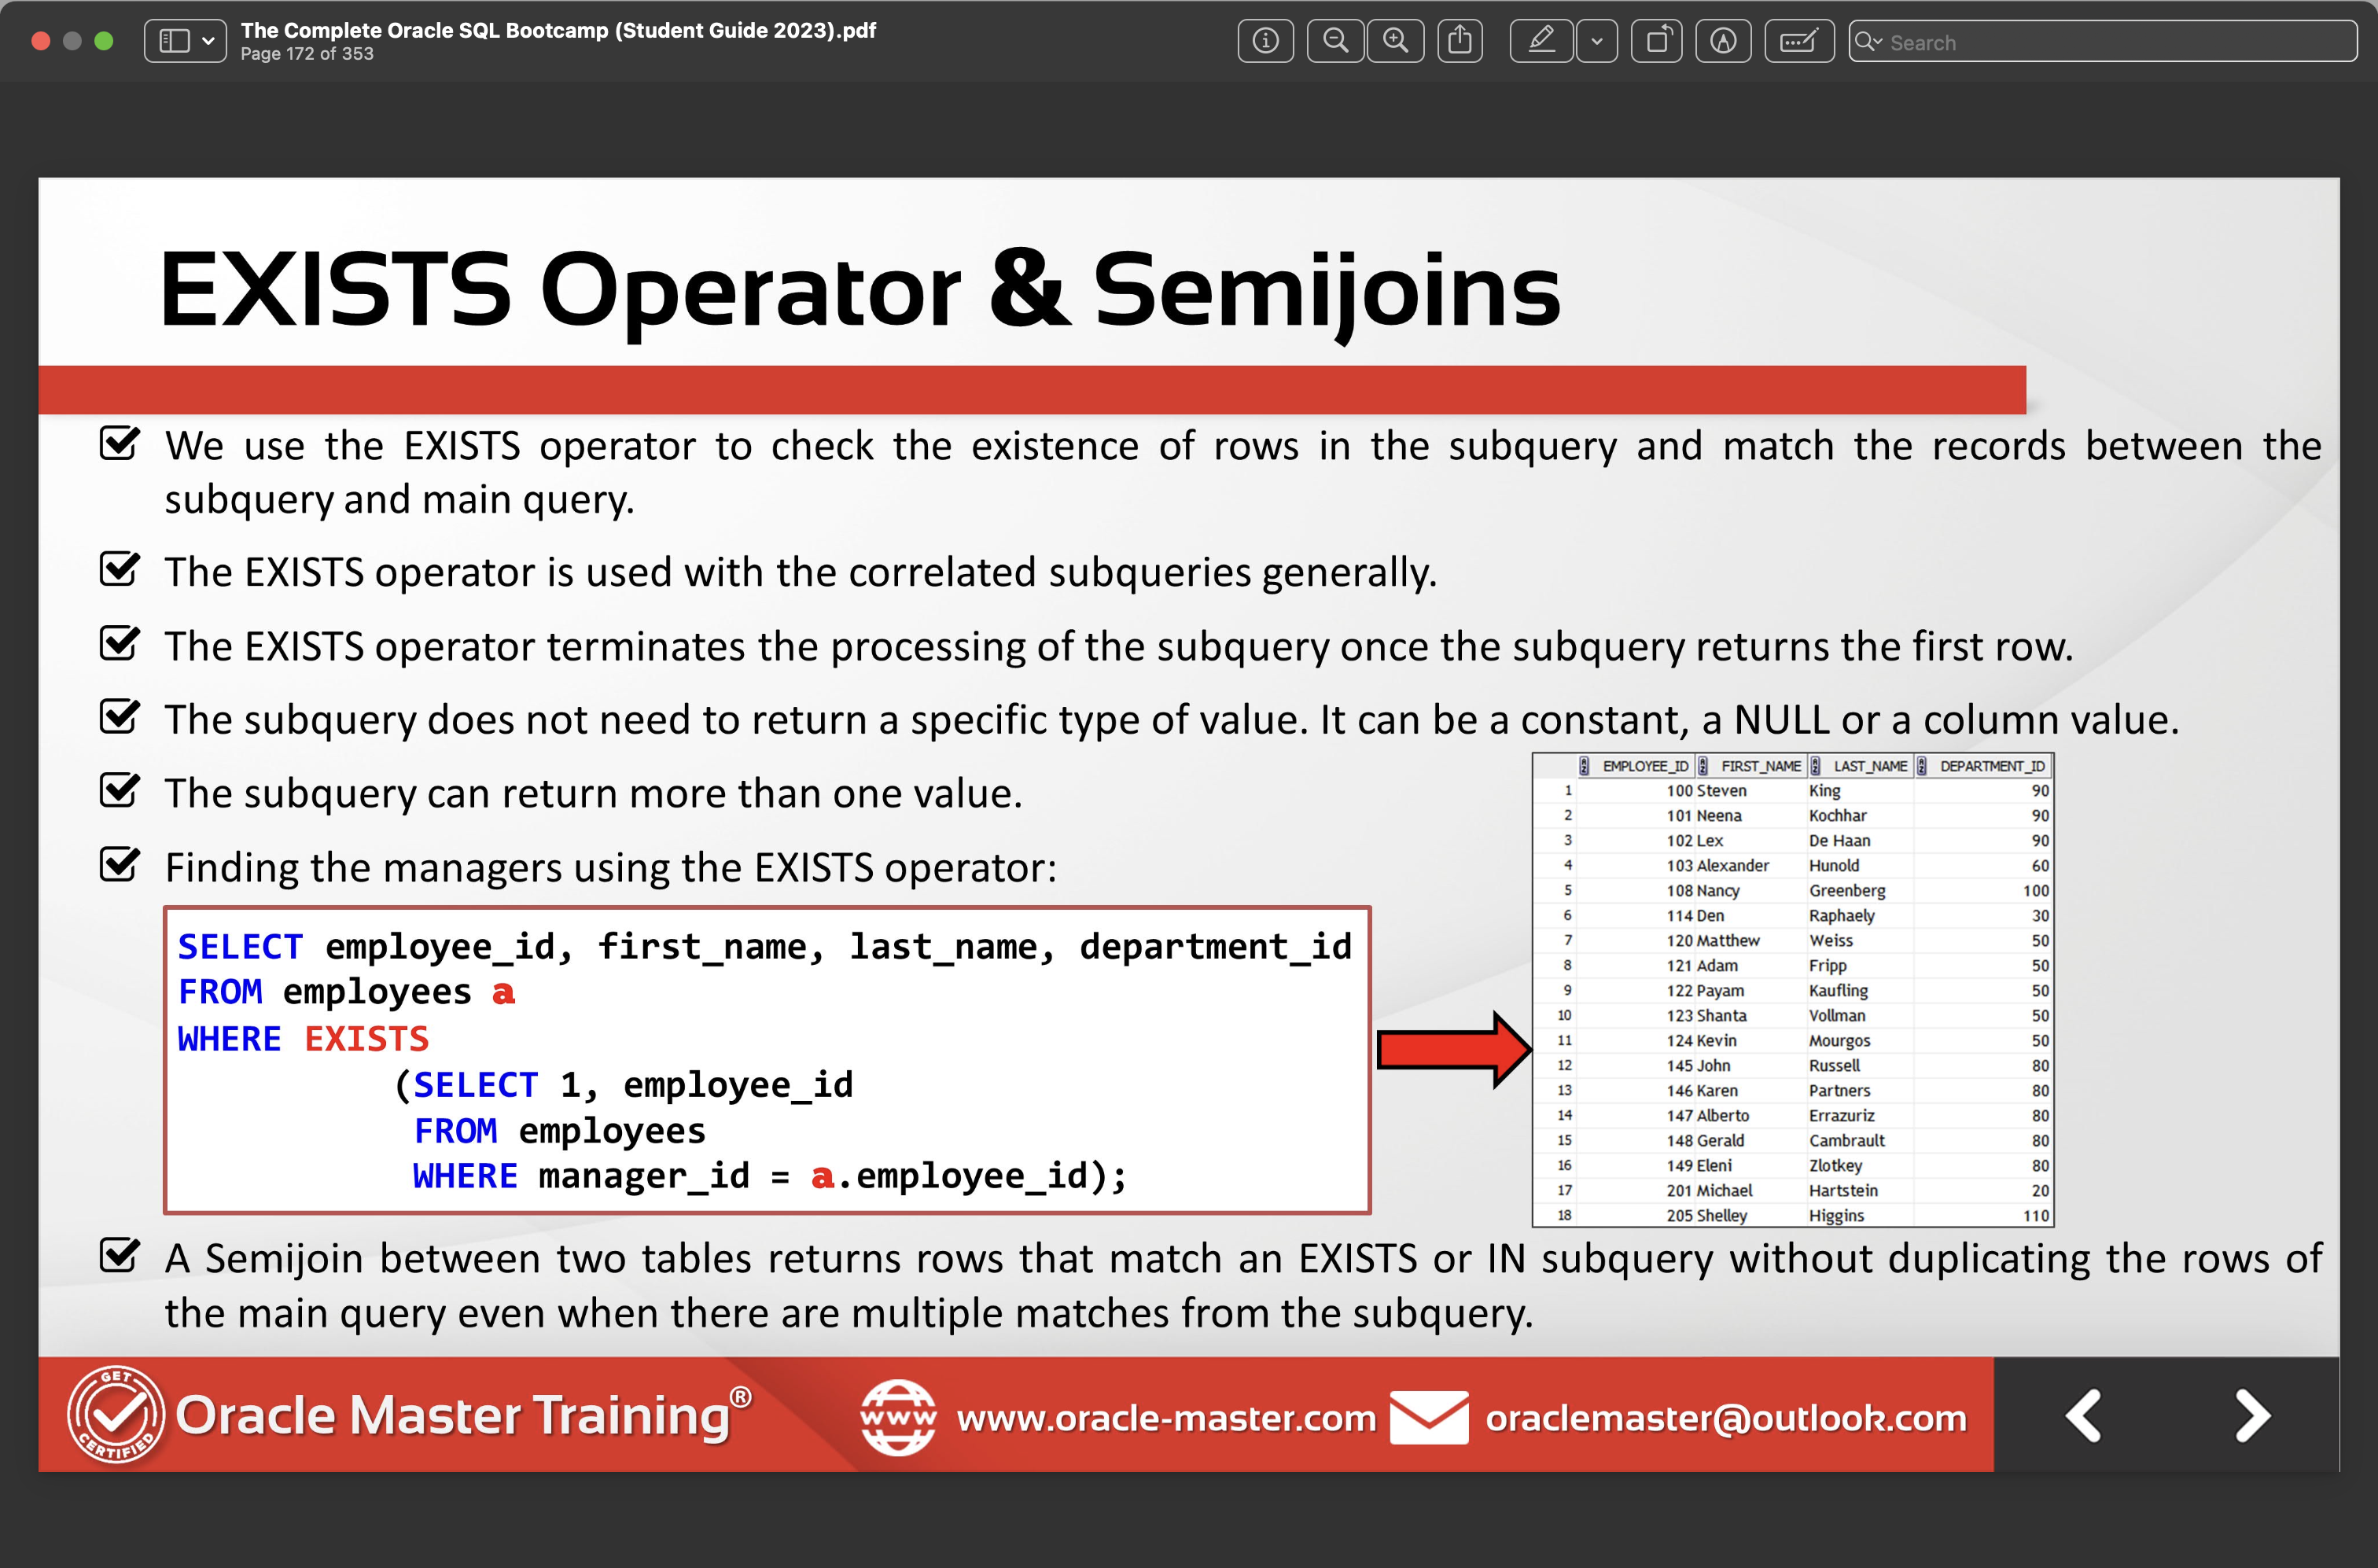 The Complete Oracle SQL Bootcamp (Student Guide 2023).pdf
Page 172 of 353
Search
EXISTS Operator & Semijoins
We use the EXISTS operator to check the existence of rows in the subquery and match the records between the
subquery and main query.
The EXISTS operator is used with the correlated subqueries generally.
The EXISTS operator terminates the processing of the subquery once the subquery returns the first row.
The subquery does not need to return a specific type of value. It can be a constant, a NULL or a column value.
The subquery can return more than one value.
Finding the managers using the EXISTS operator:
SELECT employee_id, first_name, last_name, department_id
FROM employees a
WHERE EXISTS
(SELECT 1, employee_id
FROM employees
WHERE manager_id = a.employee_id);
EMPLOYEE_ID FIRST_NAME LAST_NAME DEPARTMENT_ID
1 100 Steven King 90
2 101 Neena Kochhar 90
3 102 Lex De Haan 90
4 103 Alexander Hunold 60
5 108 Nancy Greenberg 100
6 114 Den Raphaely 30
7 120 Matthew Weiss 50
8 121 Adam Fripp 50
9 122 Payam Kaufling 50
10 123 Shanta Vollman 50
11 124 Kevin Mourgos 50
12 145 John Russell 80
13 146 Karen Partners 80
14 147 Alberto Errazuriz 80
15 148 Gerald Cambrault 80
16 149 Eleni Zlotkey 80
17 201 Michael Hartstein 20
18 205 Shelley Higgins 110
A Semijoin between two tables returns rows that match an EXISTS or IN subquery without duplicating the rows of
the main query even when there are multiple matches from the subquery.
GET
CERTIFIED
Oracle Master Training®
www
www.oracle-master.com
oraclemaster@outlook.com